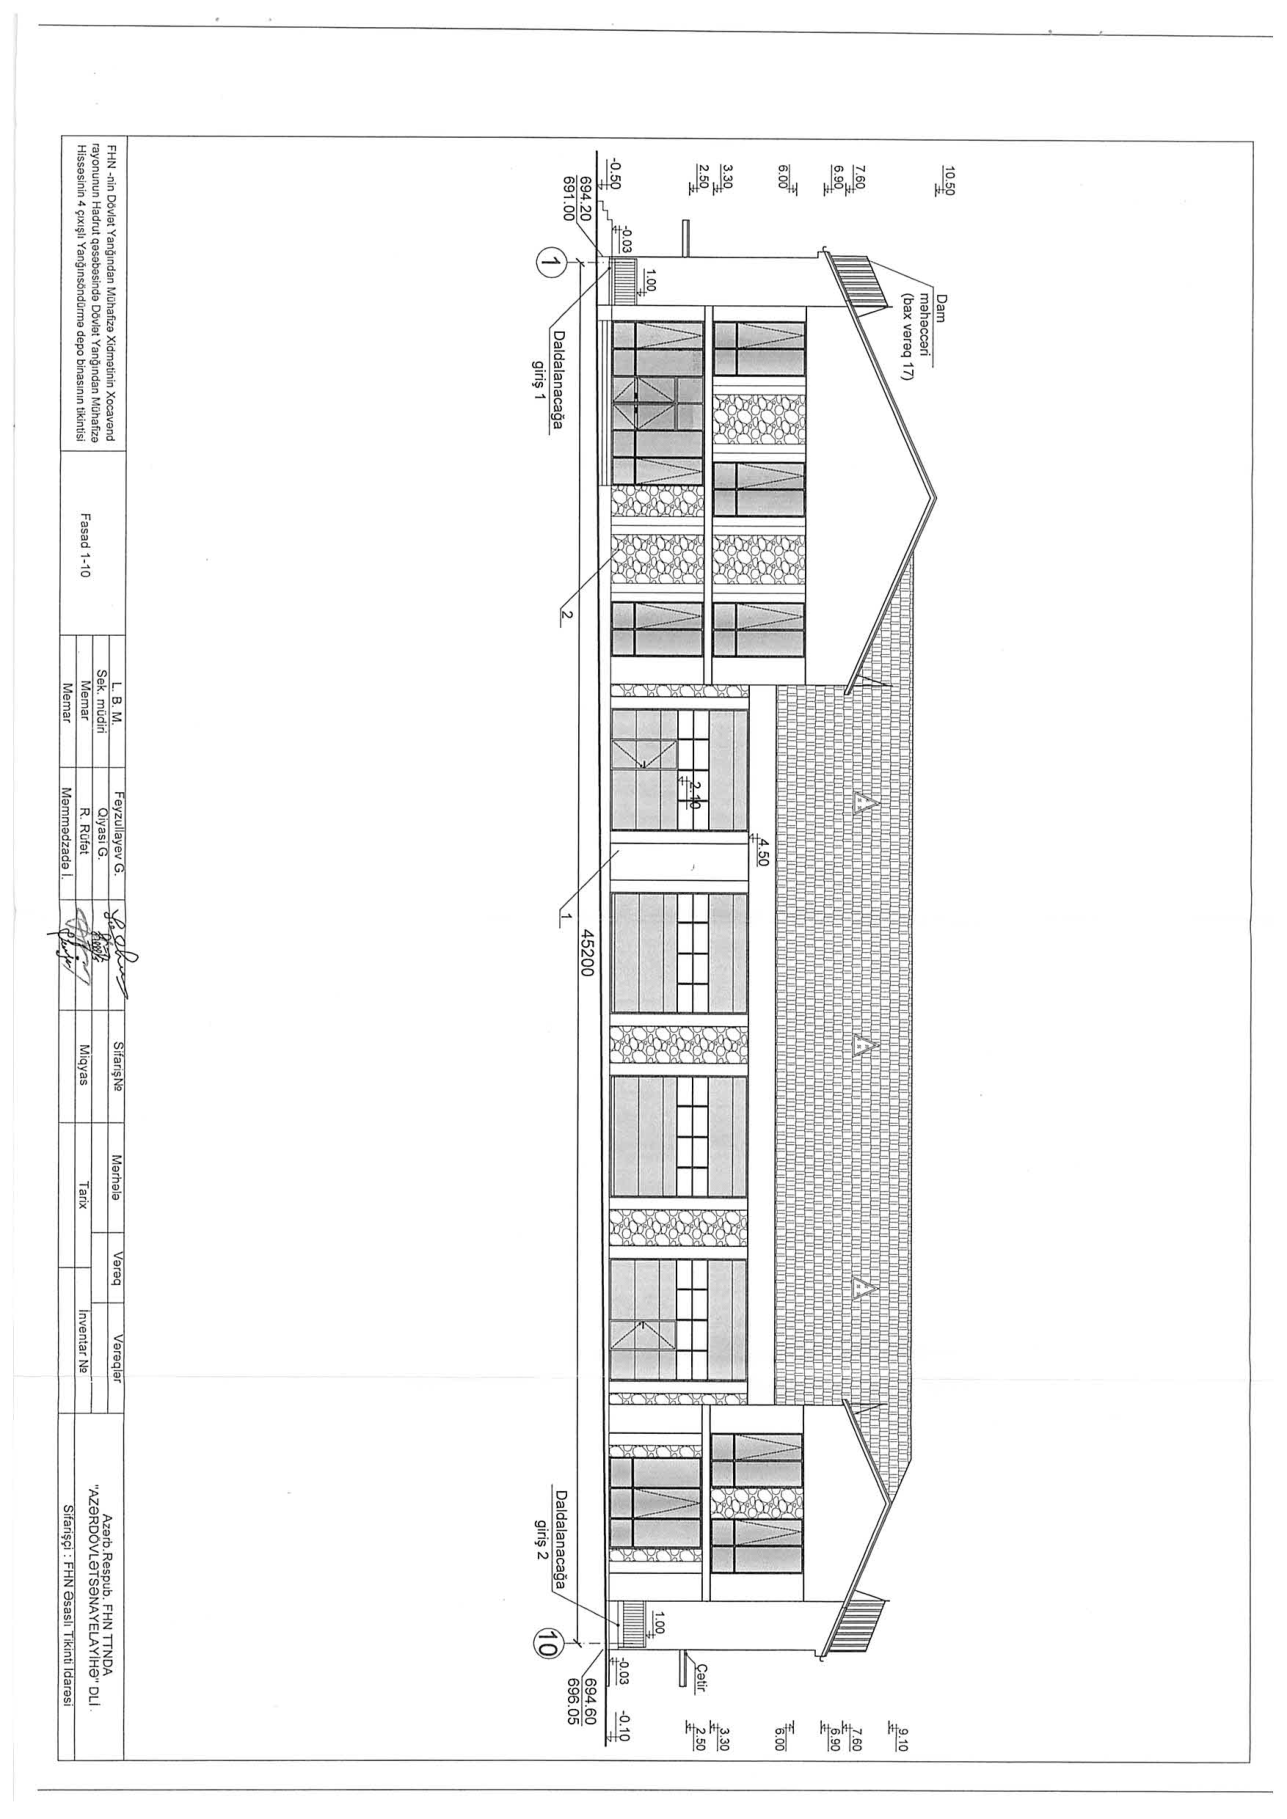 10.50
7.60
6.90
6.00
3.30
2.50
-0.50
694.20
691.00
-0.03
1.00
1
Dam
məhəccəri
(bax vərəq 17)
Daldalanacağa
giriş 1
2
2.10
4.50
1
45200
Daldalanacağa
giriş 2
1.00
10
Çətir
-0.03
694.60
696.05
-0.10
9.10
7.60
6.90
6.00
3.30
2.50
FHN -nin Dövlət Yanğından Mühafizə Xidmətinin Xocavənd
rayonunun Hadrut qəsəbəsində Dövlət Yanğından Mühafizə
Hissəsinin 4 çıxışlı Yanğınsöndürmə depo binasının tikintisi
Fasad 1-10
L. B. M. Feyzullayev G.
Sek. müdiri Qiyasi G.
Memar R. Rüfət
Memar Məmmədzadə İ.
Sifariş№ Mərhələ Vərəq Vərəqlər
Miqyas Tarix İnventar №
Azərb.Respub. FHN TTNDA
"AZƏRDÖVLƏTSƏNAYELAYİHƏ" DLİ.
Sifarişçi : FHN Əsaslı Tikinti İdarəsi